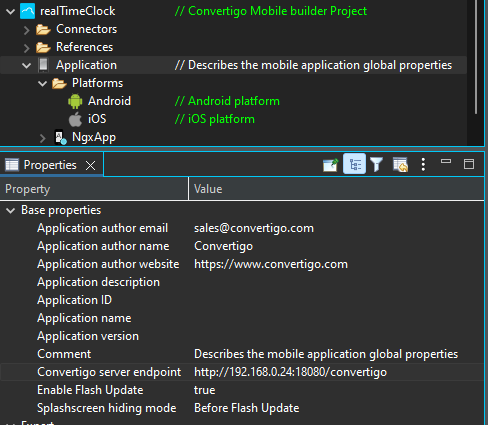 realTimeClock // Convertigo Mobile builder Project
Connectors
References
Application // Describes the mobile application global properties
Platforms
Android // Android platform
iOS // iOS platform
NgxApp
Properties
Property Value
Base properties
Application author email sales@convertigo.com
Application author name Convertigo
Application author website https://www.convertigo.com
Application description
Application ID
Application name
Application version
Comment Describes the mobile application global properties
Convertigo server endpoint http://192.168.0.24:18080/convertigo
Enable Flash Update true
Splashscreen hiding mode Before Flash Update